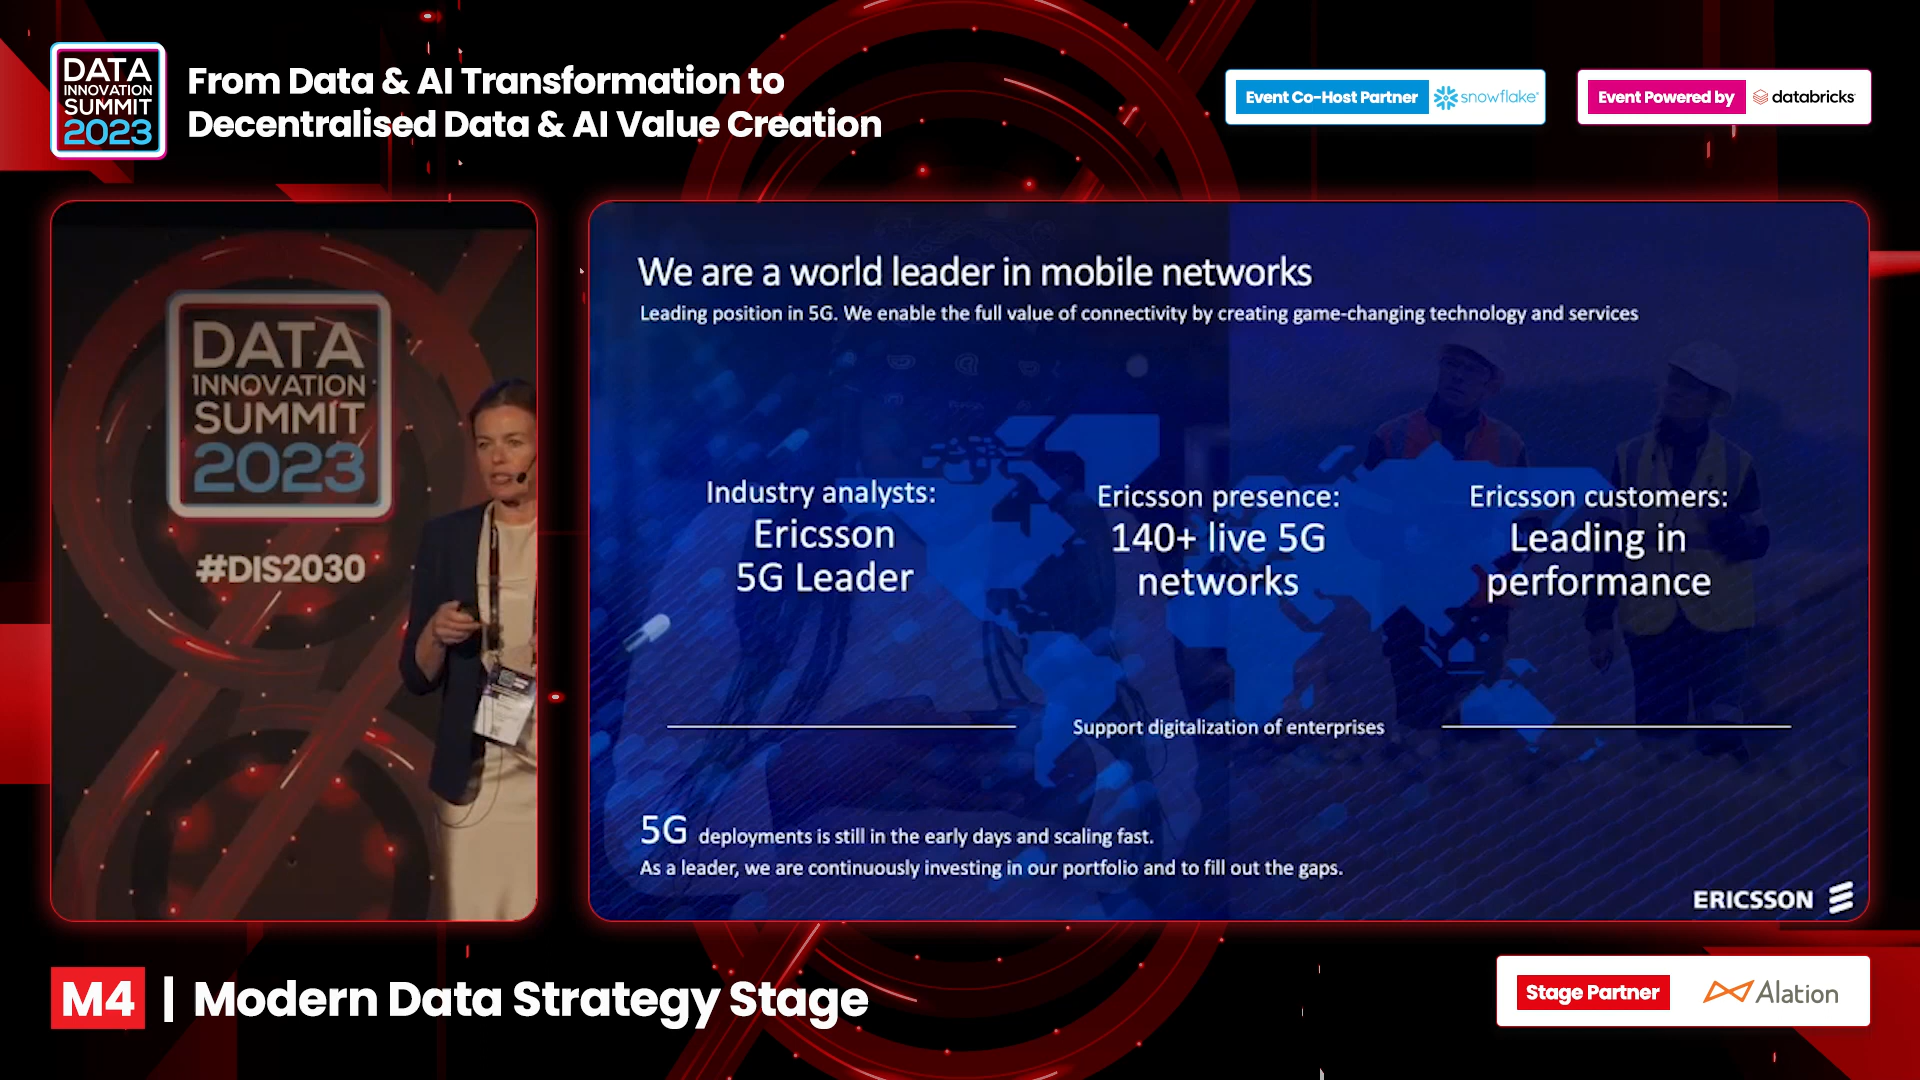 DATA
INNOVATION
SUMMIT
2023
From Data & AI Transformation to
Decentralised Data & AI Value Creation
Event Co-Host Partner snowflake
Event Powered by databricks
DATA
INNOVATION
SUMMIT
2023
#DIS2030
We are a world leader in mobile networks
Leading position in 5G. We enable the full value of connectivity by creating game-changing technology and services
Industry analysts:
Ericsson
5G Leader
Ericsson presence:
140+ live 5G
networks
Ericsson customers:
Leading in
performance
Support digitalization of enterprises
5G deployments is still in the early days and scaling fast.
As a leader, we are continuously investing in our portfolio and to fill out the gaps.
ERICSSON
M4 | Modern Data Strategy Stage
Stage Partner Alation